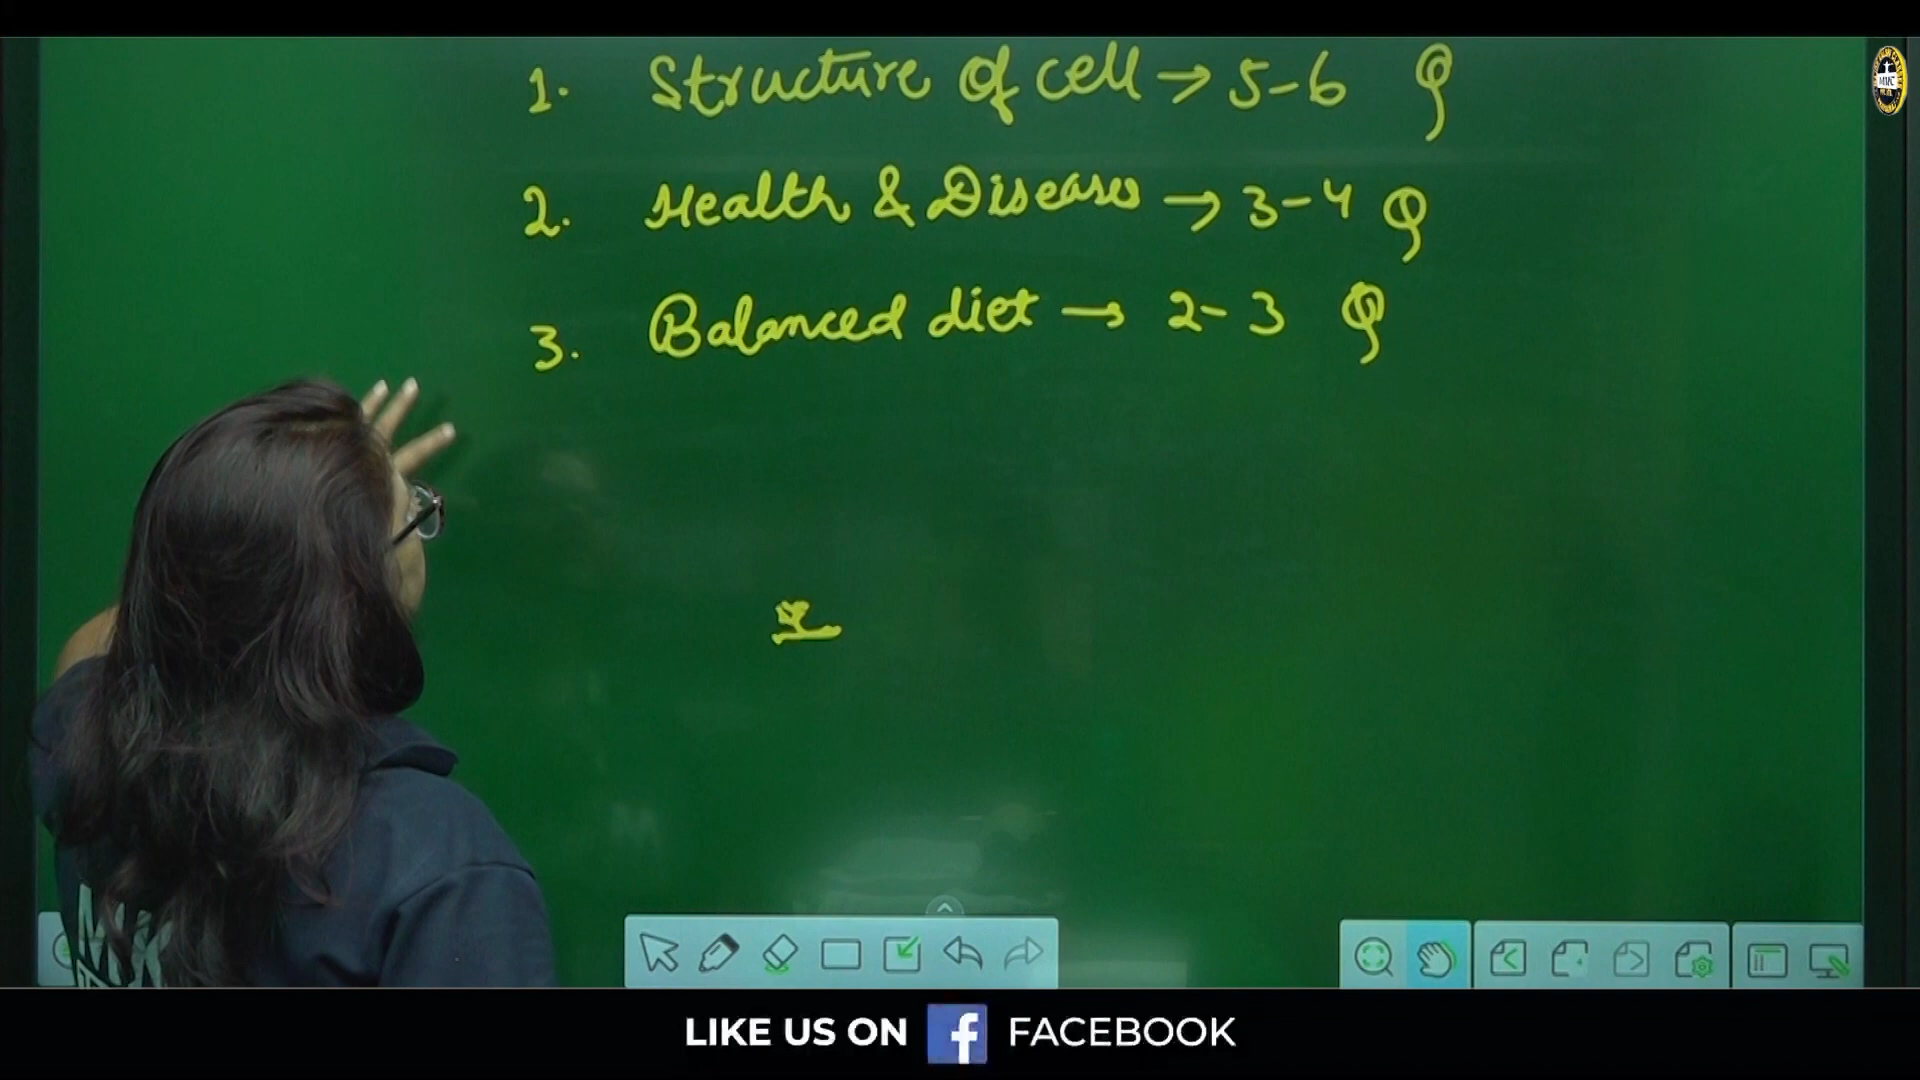 1. Structure of cell → 5-6 Q
2. Health & Diseases → 3-4 Q
3. Balanced diet → 2-3 Q
LIKE US ON f FACEBOOK